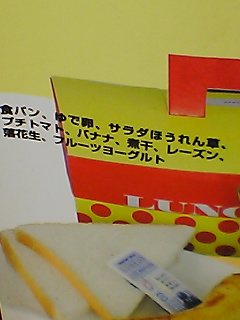 食パン、ゆで卵、サラダほうれん草、
プチトマト、バナナ、煮干、レーズン、
落花生、フルーツヨーグルト
LUNC